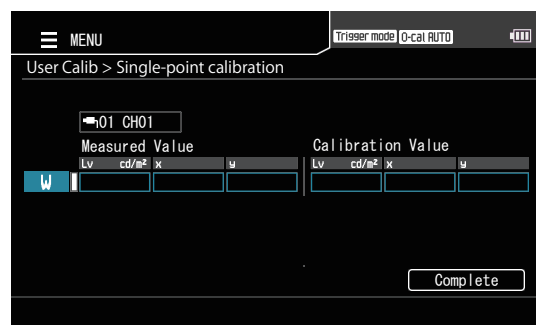 MENU
Trigger mode 0-cal AUTO
User Calib > Single-point calibration
01 CH01
Measured Value Calibration Value
Lv cd/m² x y Lv cd/m² x y
W
Complete